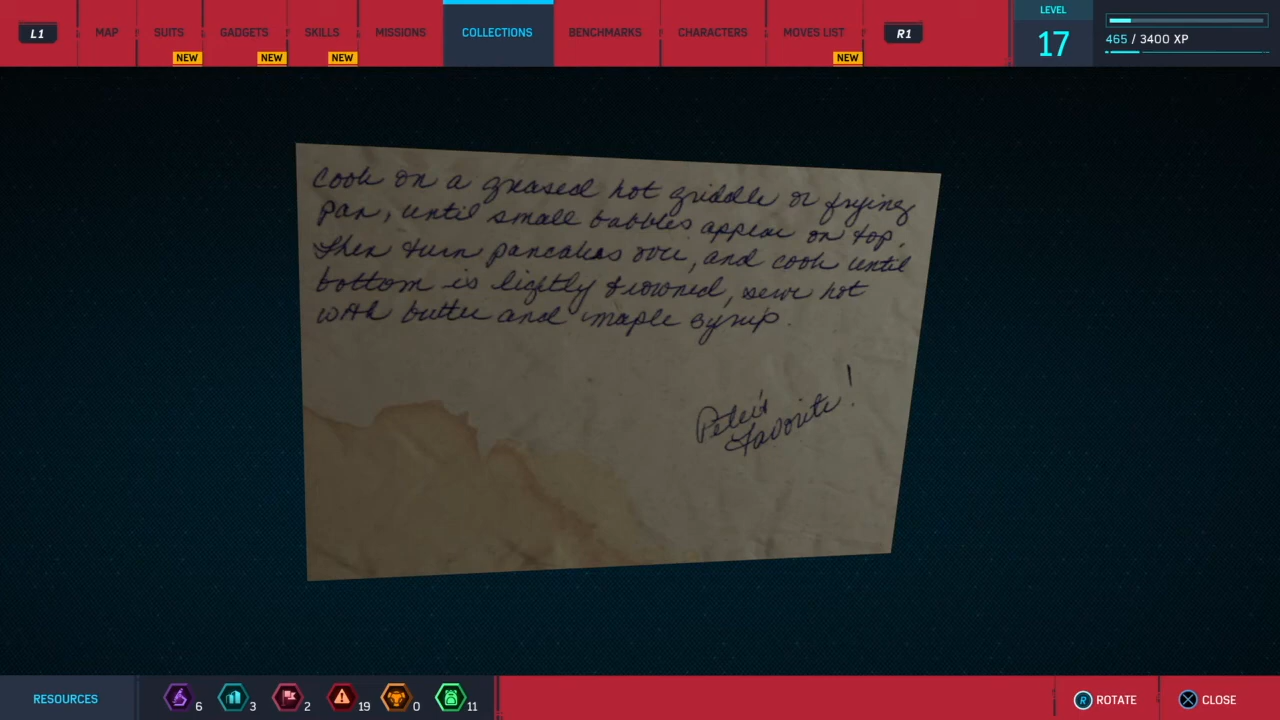 L1
MAP
SUITS
NEW
GADGETS
NEW
SKILLS
NEW
MISSIONS
COLLECTIONS
BENCHMARKS
CHARACTERS
MOVES LIST
NEW
R1
LEVEL
17
465 / 3400 XP
Cook on a greased hot griddle or frying
pan, until small bubbles appear on top.
Then turn pancakes over, and cook until
bottom is lightly browned, serve hot
with butter and maple syrup.
Peter's
Favorite!
RESOURCES
6
3
2
19
0
11
R ROTATE
CLOSE